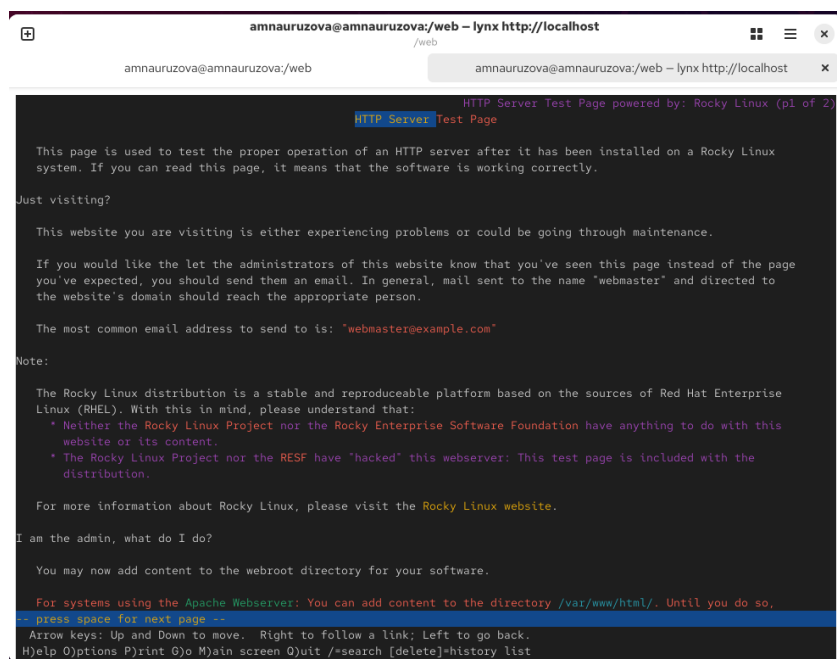 amnauruzova@amnauruzova:/web — lynx http://localhost
/web
amnauruzova@amnauruzova:/web
amnauruzova@amnauruzova:/web — lynx http://localhost
HTTP Server Test Page powered by: Rocky Linux (p1 of 2)
HTTP Server Test Page
This page is used to test the proper operation of an HTTP server after it has been installed on a Rocky Linux
system. If you can read this page, it means that the software is working correctly.
Just visiting?
This website you are visiting is either experiencing problems or could be going through maintenance.
If you would like the let the administrators of this website know that you've seen this page instead of the page
you've expected, you should send them an email. In general, mail sent to the name "webmaster" and directed to
the website's domain should reach the appropriate person.
The most common email address to send to is: "webmaster@example.com"
Note:
The Rocky Linux distribution is a stable and reproduceable platform based on the sources of Red Hat Enterprise
Linux (RHEL). With this in mind, please understand that:
* Neither the Rocky Linux Project nor the Rocky Enterprise Software Foundation have anything to do with this
website or its content.
* The Rocky Linux Project nor the RESF have "hacked" this webserver: This test page is included with the
distribution.
For more information about Rocky Linux, please visit the Rocky Linux website.
I am the admin, what do I do?
You may now add content to the webroot directory for your software.
For systems using the Apache Webserver: You can add content to the directory /var/www/html/. Until you do so,
-- press space for next page --
Arrow keys: Up and Down to move. Right to follow a link; Left to go back.
H)elp O)ptions P)rint G)o M)ain screen Q)uit /=search [delete]=history list